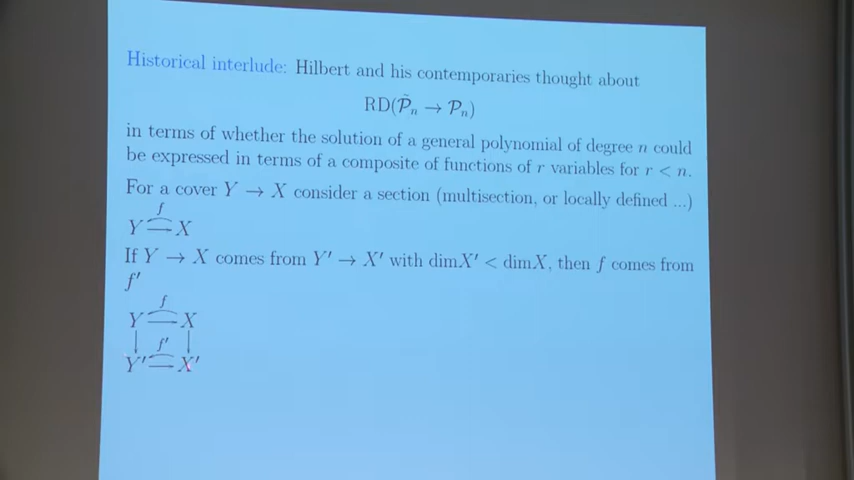 Historical interlude: Hilbert and his contemporaries thought about
RD(P̃ₙ → Pₙ)
in terms of whether the solution of a general polynomial of degree n could
be expressed in terms of a composite of functions of r variables for r < n.
For a cover Y → X consider a section (multisection, or locally defined ...)
f
Y X
If Y → X comes from Y′ → X′ with dimX′ < dimX, then f comes from
f′
f
Y X
f′
Y′ X′